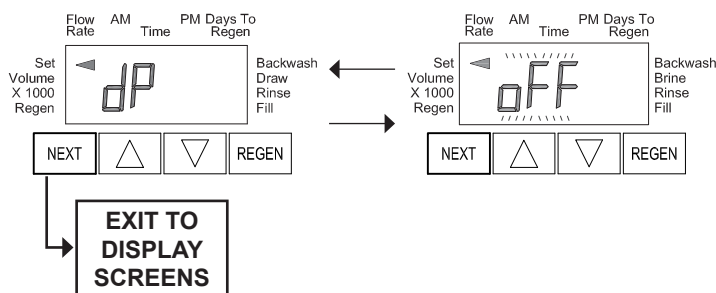 Flow AM PM Days To
Rate Time Regen
Set
Volume
X 1000
Regen
dP
Backwash
Draw
Rinse
Fill
NEXT REGEN
EXIT TO
DISPLAY
SCREENS
Flow AM PM Days To
Rate Time Regen
Set
Volume
X 1000
Regen
oFF
Backwash
Brine
Rinse
Fill
NEXT REGEN